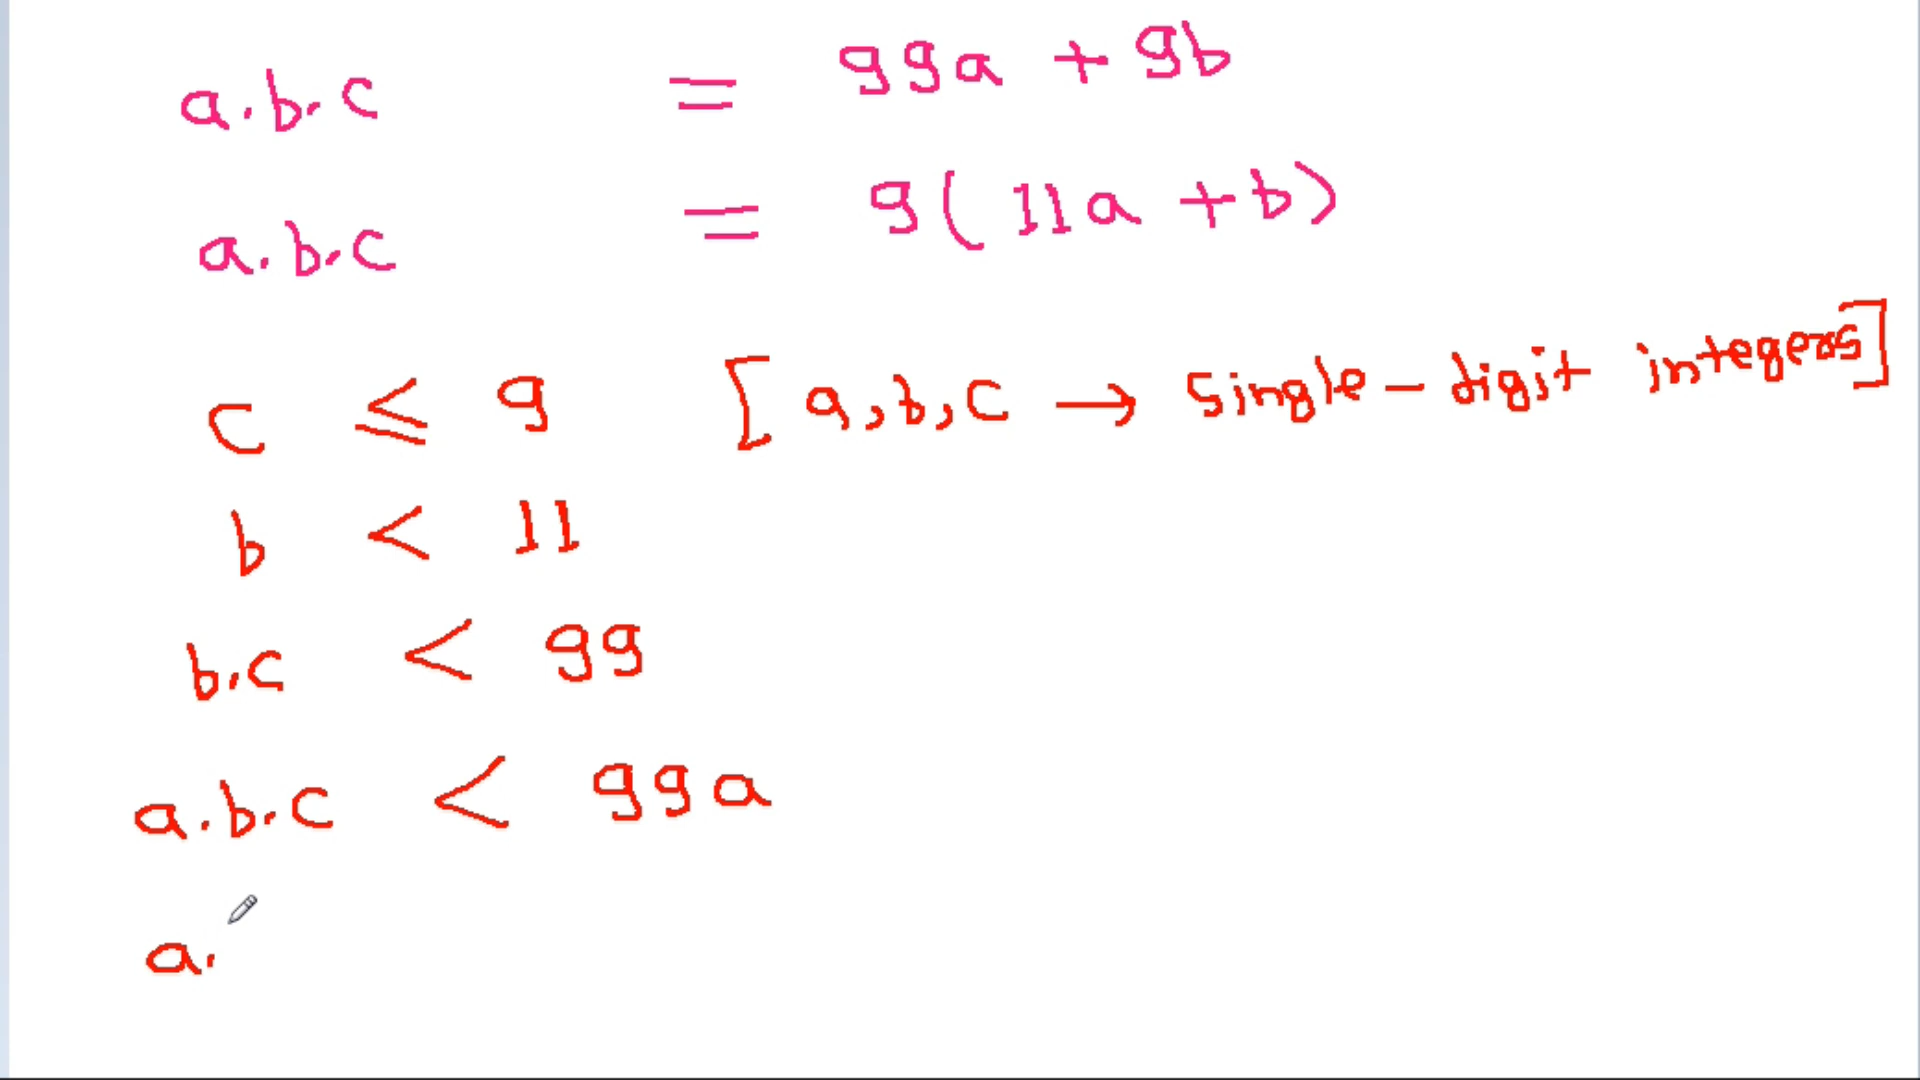 a.b.c = 99a + 9b
a.b.c = 9(11a + b)
c ≤ 9 [a,b,c → single-digit integers]
b < 11
b.c < 99
a.b.c < 99a
a.